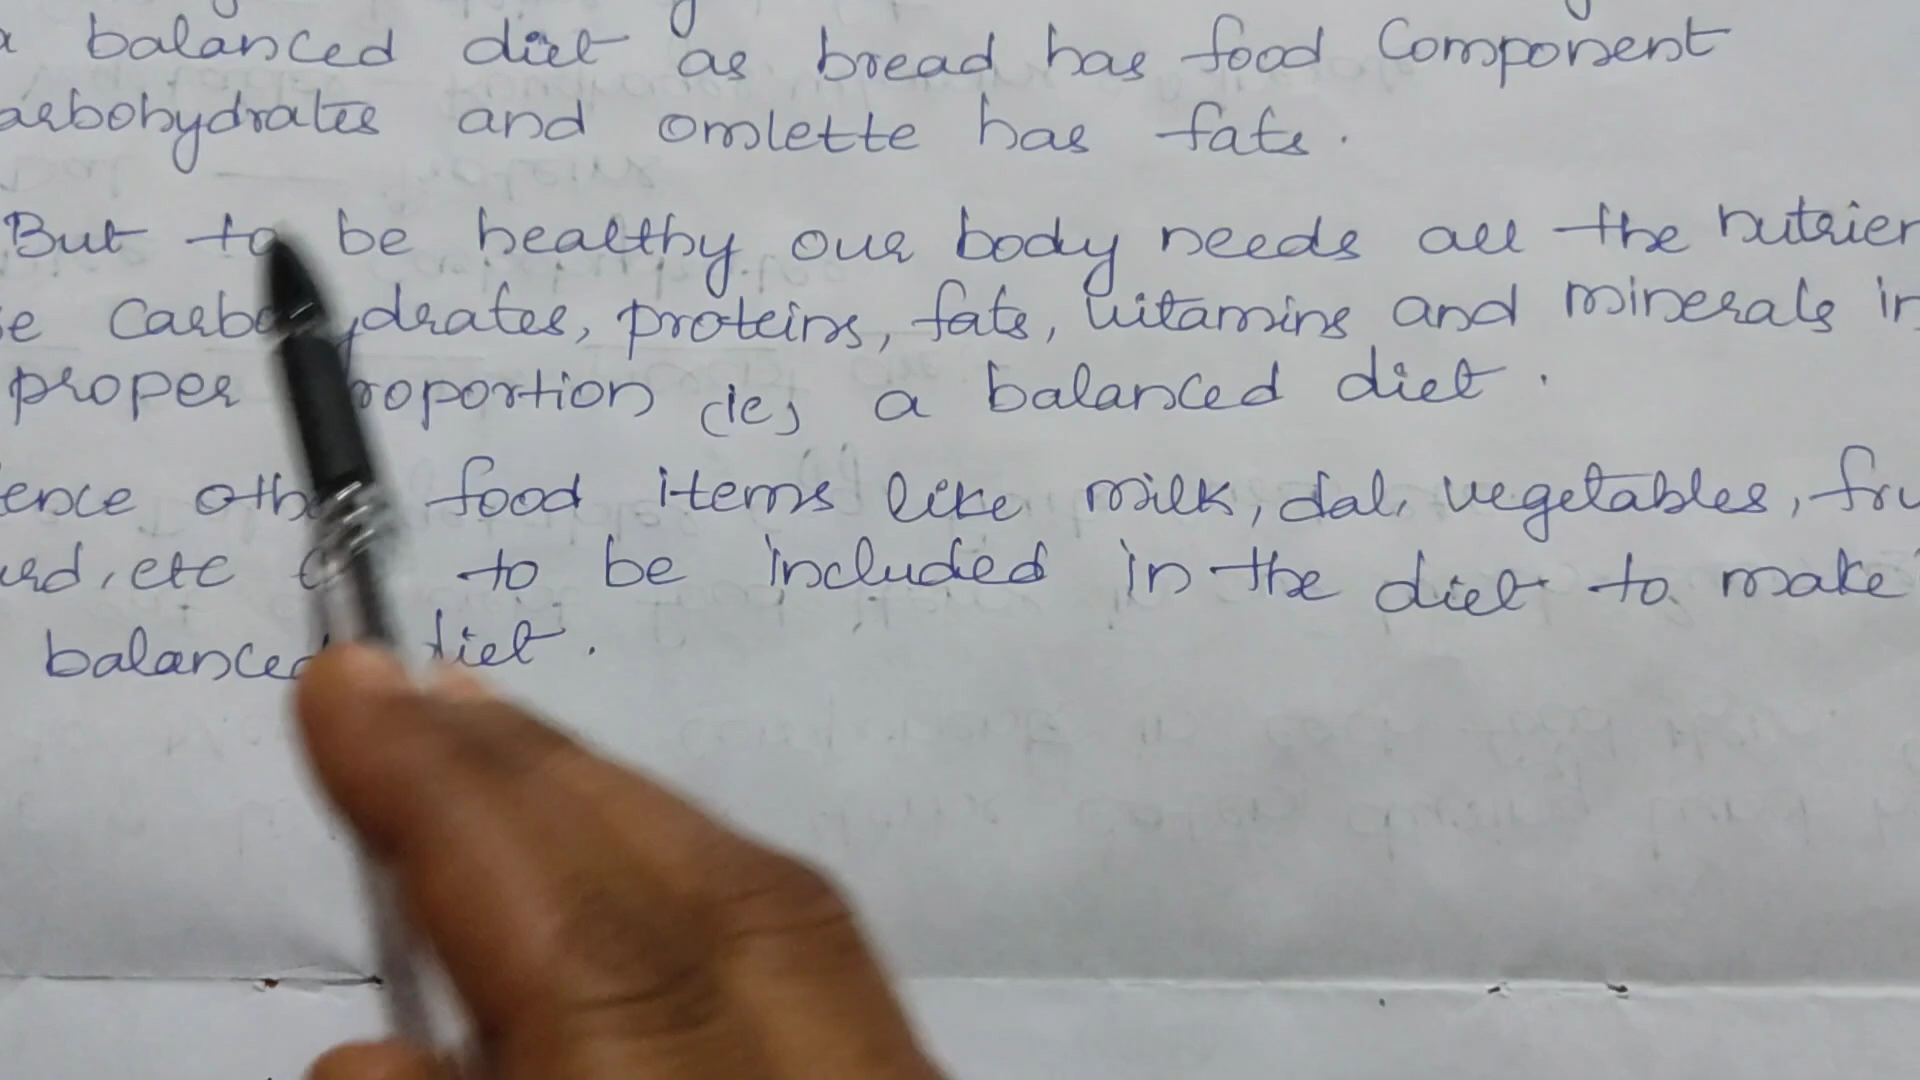 a balanced diet as bread has food Component
arbohydrates and omlette has fats.
But to be healthy our body needs all the nutrien
e Carbohydrates, proteins, fats, vitamins and minerals in
proper proportion (ie) a balanced diet.
ence other food items like milk, dal, vegetables, fru
urd, etc to be included in the diet to make
balanced diet.